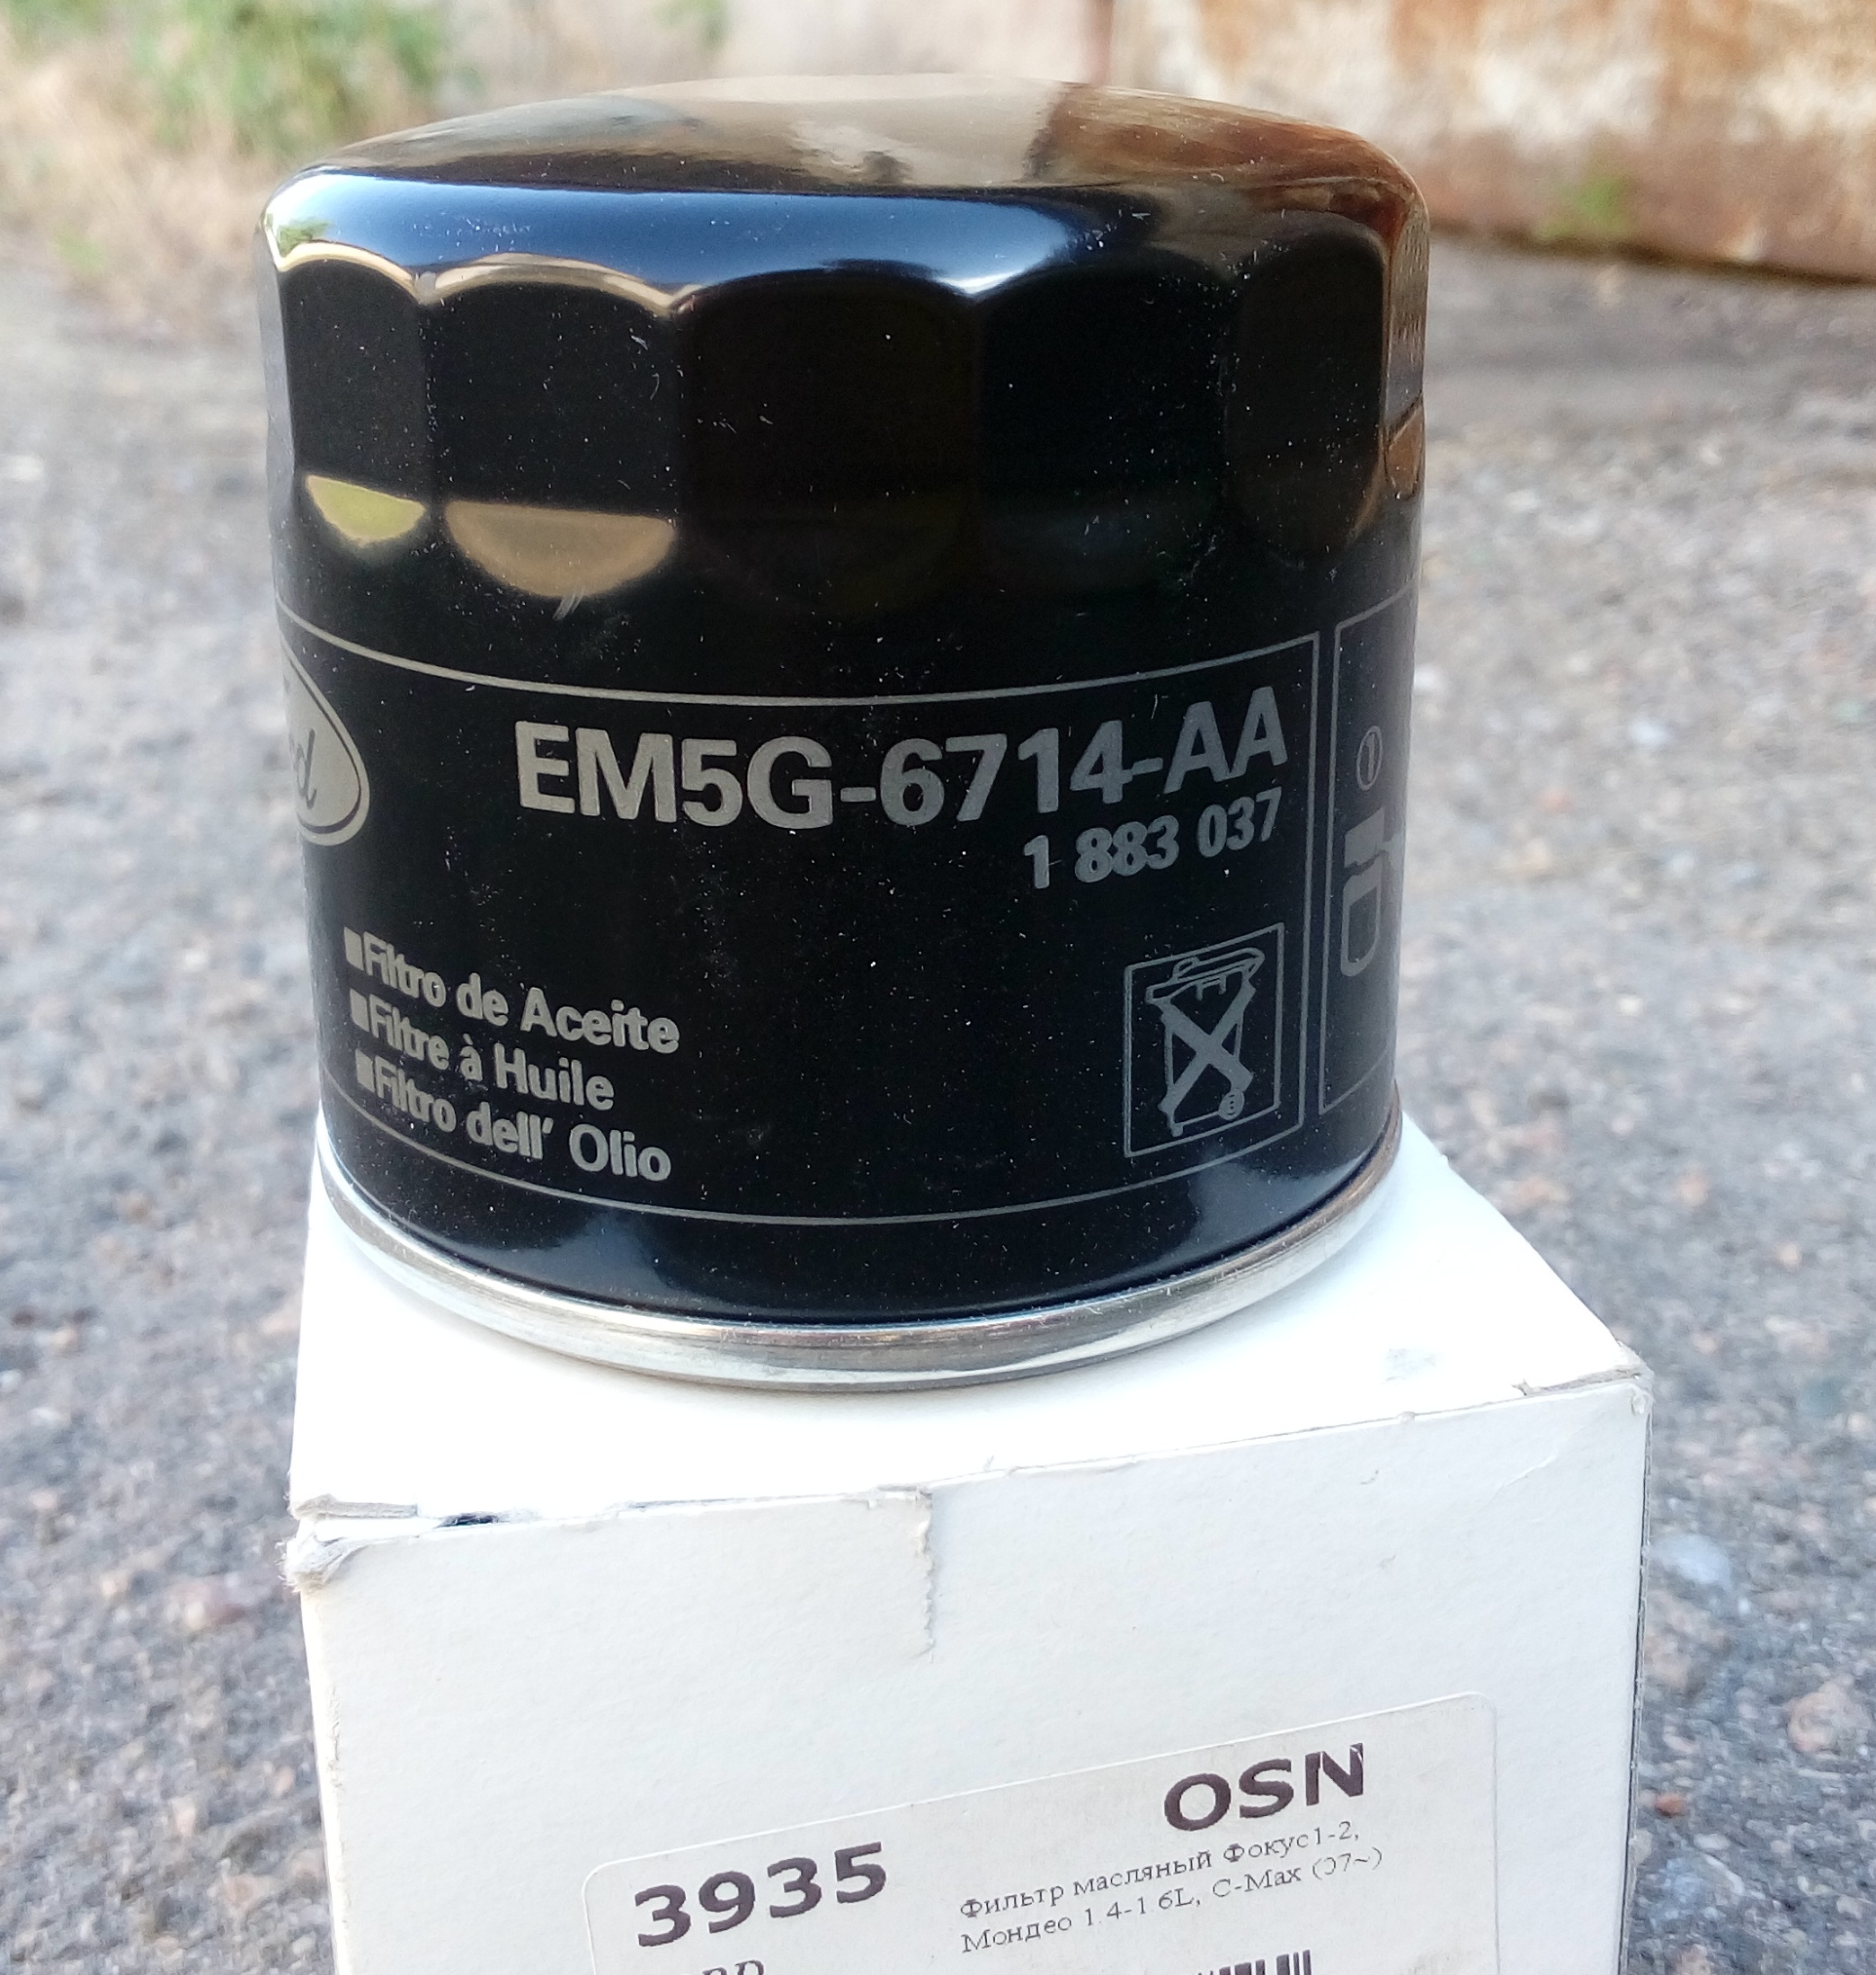 EM5G-6714-AA
1 883 037
■Filtro de Aceite
■Filtre à Huile
■Filtro dell' Olio
OSN
3935
Фильтр масляный Фокус1-2,
Мондео 1.4-1.6L, C-Max (07~)